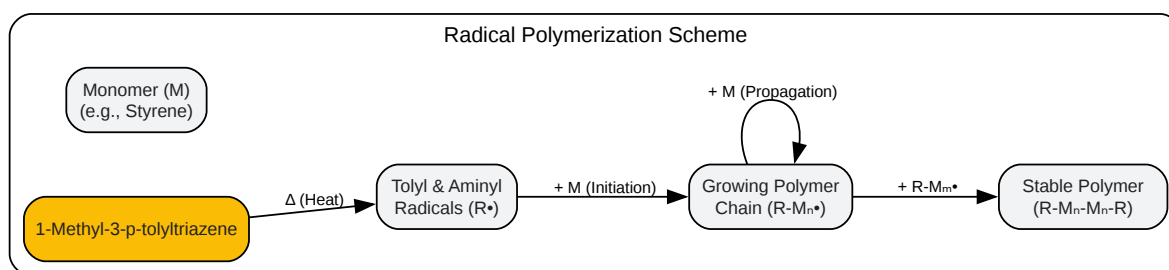 Radical Polymerization Scheme
Monomer (M)
(e.g., Styrene)
+ M (Propagation)
1-Methyl-3-p-tolyltriazene
Δ (Heat)
Tolyl & Aminyl
Radicals (R•)
+ M (Initiation)
Growing Polymer
Chain (R-Mₙ•)
+ R-Mₘ•
Stable Polymer
(R-Mₙ-Mₙ-R)